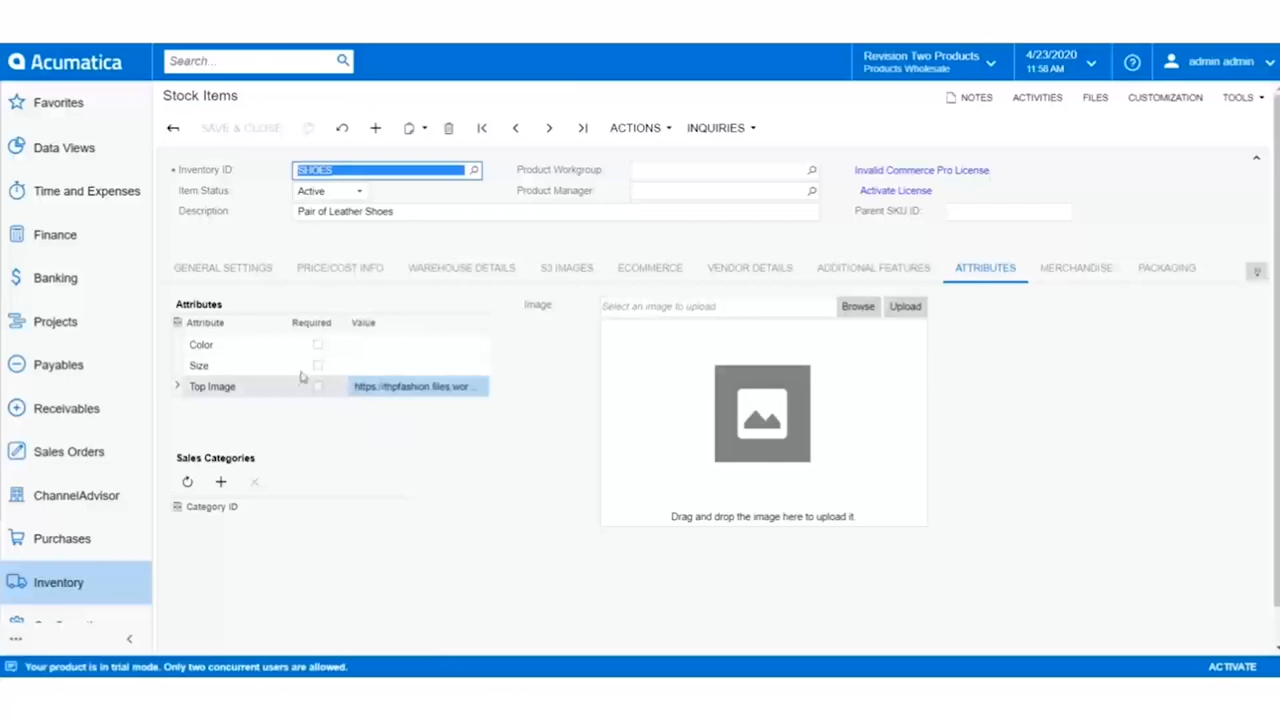 Acumatica
Search...
Revision Two Products
Products Wholesale
4/23/2020
11:58 AM
admin admin
Favorites
Data Views
Time and Expenses
Finance
Banking
Projects
Payables
Receivables
Sales Orders
ChannelAdvisor
Purchases
Inventory
Stock Items
NOTES
ACTIVITIES
FILES
CUSTOMIZATION
TOOLS
SAVE & CLOSE
ACTIONS
INQUIRIES
* Inventory ID:
SHOES
Product Workgroup:
Invalid Commerce Pro License
Item Status:
Active
Product Manager:
Activate License
Description:
Pair of Leather Shoes
Parent SKU ID:
GENERAL SETTINGS
PRICE/COST INFO
WAREHOUSE DETAILS
S3 IMAGES
ECOMMERCE
VENDOR DETAILS
ADDITIONAL FEATURES
ATTRIBUTES
MERCHANDISE
PACKAGING
Attributes
Attribute
Required
Value
Color
Size
Top Image
https://thpfashion.files.wor...
Image:
Select an image to upload
Browse
Upload
Drag and drop the image here to upload it.
Sales Categories
Category ID
Your product is in trial mode. Only two concurrent users are allowed.
ACTIVATE